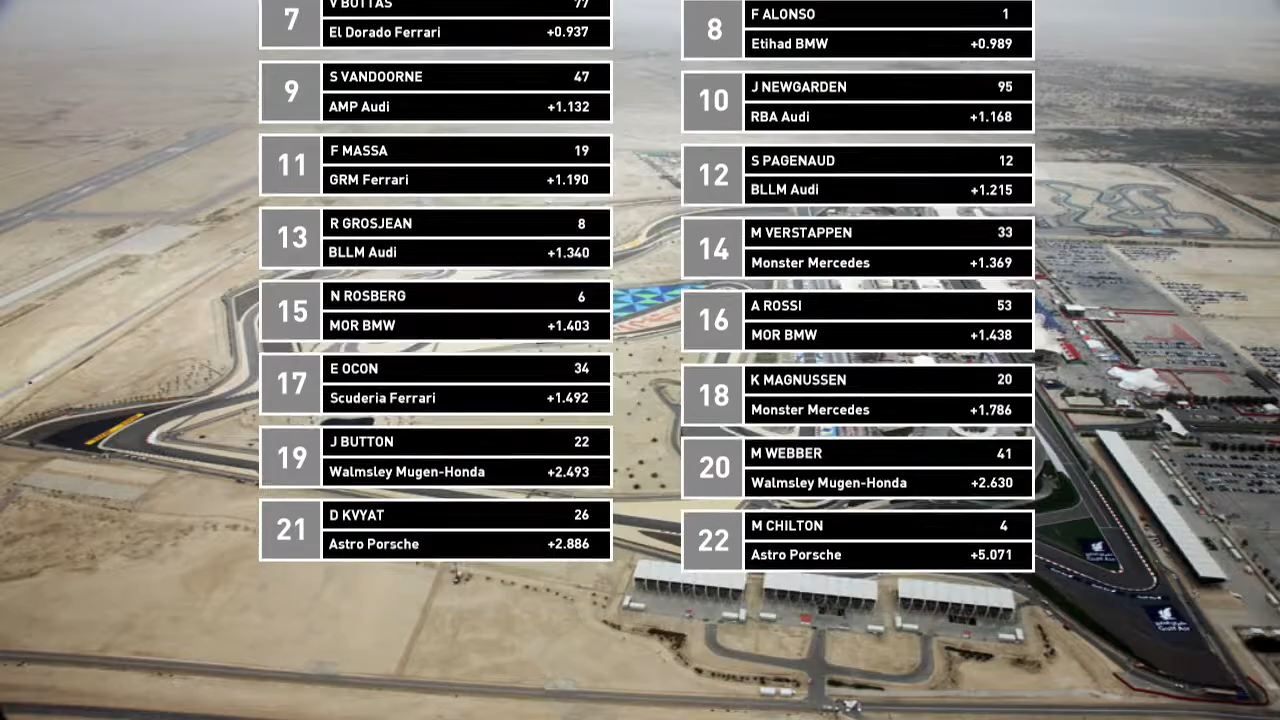 7
V BOTTAS 77
El Dorado Ferrari +0.937
8
F ALONSO 1
Etihad BMW +0.989
9
S VANDOORNE 47
AMP Audi +1.132
10
J NEWGARDEN 95
RBA Audi +1.168
11
F MASSA 19
GRM Ferrari +1.190
12
S PAGENAUD 12
BLLM Audi +1.215
13
R GROSJEAN 8
BLLM Audi +1.340
14
M VERSTAPPEN 33
Monster Mercedes +1.369
15
N ROSBERG 6
MOR BMW +1.403
16
A ROSSI 53
MOR BMW +1.438
17
E OCON 34
Scuderia Ferrari +1.492
18
K MAGNUSSEN 20
Monster Mercedes +1.786
19
J BUTTON 22
Walmsley Mugen-Honda +2.493
20
M WEBBER 41
Walmsley Mugen-Honda +2.630
21
D KVYAT 26
Astro Porsche +2.886
22
M CHILTON 4
Astro Porsche +5.071
Gulf Air